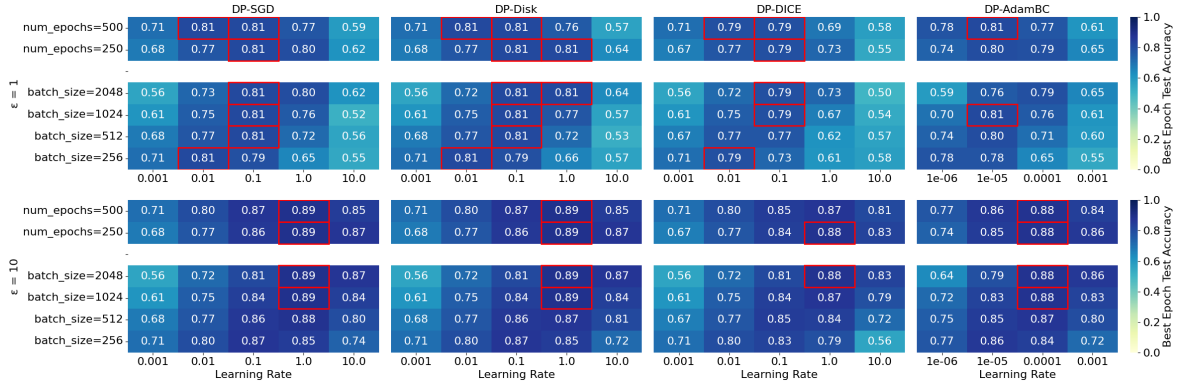 DP-SGD DP-Disk DP-DICE DP-AdamBC
num_epochs=500 0.71 0.81 0.81 0.77 0.59 0.71 0.81 0.81 0.76 0.57 0.71 0.79 0.79 0.69 0.58 0.78 0.81 0.77 0.61 1.0
num_epochs=250 0.68 0.77 0.81 0.80 0.62 0.68 0.77 0.81 0.81 0.64 0.67 0.77 0.79 0.73 0.55 0.74 0.80 0.79 0.65 0.8
ε = 1
batch_size=2048 0.56 0.73 0.81 0.80 0.62 0.56 0.72 0.81 0.81 0.64 0.56 0.72 0.79 0.73 0.50 0.59 0.76 0.79 0.65 0.6
batch_size=1024 0.61 0.75 0.81 0.76 0.52 0.61 0.75 0.81 0.77 0.57 0.61 0.75 0.79 0.67 0.54 0.70 0.81 0.76 0.61 0.4
batch_size=512 0.68 0.77 0.81 0.72 0.56 0.68 0.77 0.81 0.72 0.53 0.67 0.77 0.77 0.62 0.57 0.74 0.80 0.71 0.60 0.2
batch_size=256 0.71 0.81 0.79 0.65 0.55 0.71 0.81 0.79 0.66 0.57 0.71 0.79 0.73 0.61 0.58 0.78 0.78 0.65 0.55 0.0
Best Epoch Test Accuracy
0.001 0.01 0.1 1.0 10.0 0.001 0.01 0.1 1.0 10.0 0.001 0.01 0.1 1.0 10.0 1e-06 1e-05 0.0001 0.001
num_epochs=500 0.71 0.80 0.87 0.89 0.85 0.71 0.80 0.87 0.89 0.85 0.71 0.80 0.85 0.87 0.81 0.77 0.86 0.88 0.84 1.0
num_epochs=250 0.68 0.77 0.86 0.89 0.87 0.68 0.77 0.86 0.89 0.87 0.67 0.77 0.84 0.88 0.83 0.74 0.85 0.88 0.86 0.8
ε = 10
batch_size=2048 0.56 0.72 0.81 0.89 0.87 0.56 0.72 0.81 0.89 0.87 0.56 0.72 0.81 0.88 0.83 0.64 0.79 0.88 0.86 0.6
batch_size=1024 0.61 0.75 0.84 0.89 0.84 0.61 0.75 0.84 0.89 0.84 0.61 0.75 0.84 0.87 0.79 0.72 0.83 0.88 0.83 0.4
batch_size=512 0.68 0.77 0.86 0.88 0.80 0.68 0.77 0.86 0.87 0.81 0.68 0.77 0.85 0.84 0.72 0.75 0.85 0.87 0.80 0.2
batch_size=256 0.71 0.80 0.87 0.85 0.74 0.71 0.80 0.87 0.85 0.72 0.71 0.80 0.83 0.79 0.56 0.77 0.86 0.84 0.72 0.0
Best Epoch Test Accuracy
0.001 0.01 0.1 1.0 10.0 0.001 0.01 0.1 1.0 10.0 0.001 0.01 0.1 1.0 10.0 1e-06 1e-05 0.0001 0.001
Learning Rate Learning Rate Learning Rate Learning Rate